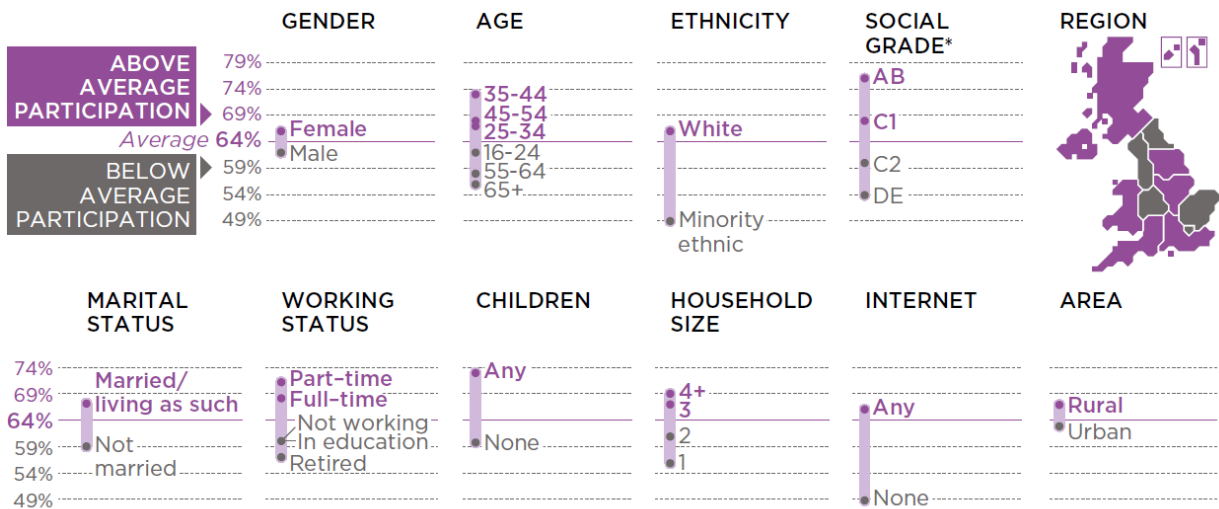 GENDER
AGE
ETHNICITY
SOCIAL
GRADE*
REGION
ABOVE
AVERAGE
PARTICIPATION
BELOW
AVERAGE
PARTICIPATION
79%
74%
69%
Average 64%
59%
54%
49%
Female
Male
35-44
45-54
25-34
16-24
55-64
65+
White
Minority
ethnic
AB
C1
C2
DE
MARITAL
STATUS
WORKING
STATUS
CHILDREN
HOUSEHOLD
SIZE
INTERNET
AREA
74%
69%
64%
59%
54%
49%
Married/
living as such
Not
married
Part-time
Full-time
Not working
In education
Retired
Any
None
4+
3
2
1
Any
None
Rural
Urban